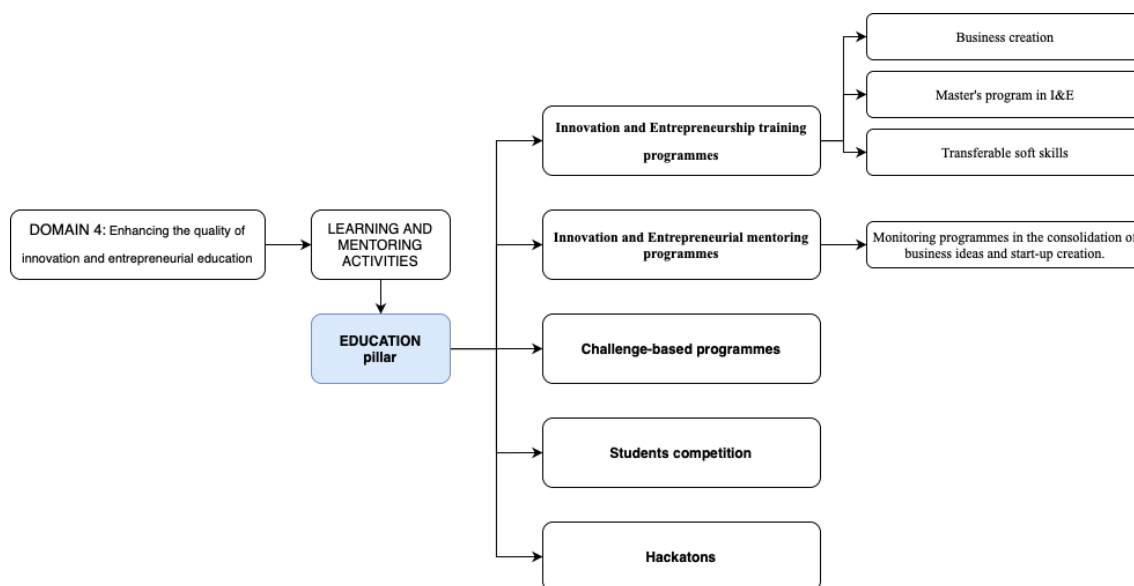 Business creation
Master's program in I&E
Innovation and Entrepreneurship training
programmes
Transferable soft skills
DOMAIN 4: Enhancing the quality of
innovation and entrepreneurial education
LEARNING AND
MENTORING
ACTIVITIES
Innovation and Entrepreneurial mentoring
programmes
Monitoring programmes in the consolidation of
business ideas and start-up creation.
EDUCATION
pillar
Challenge-based programmes
Students competition
Hackatons